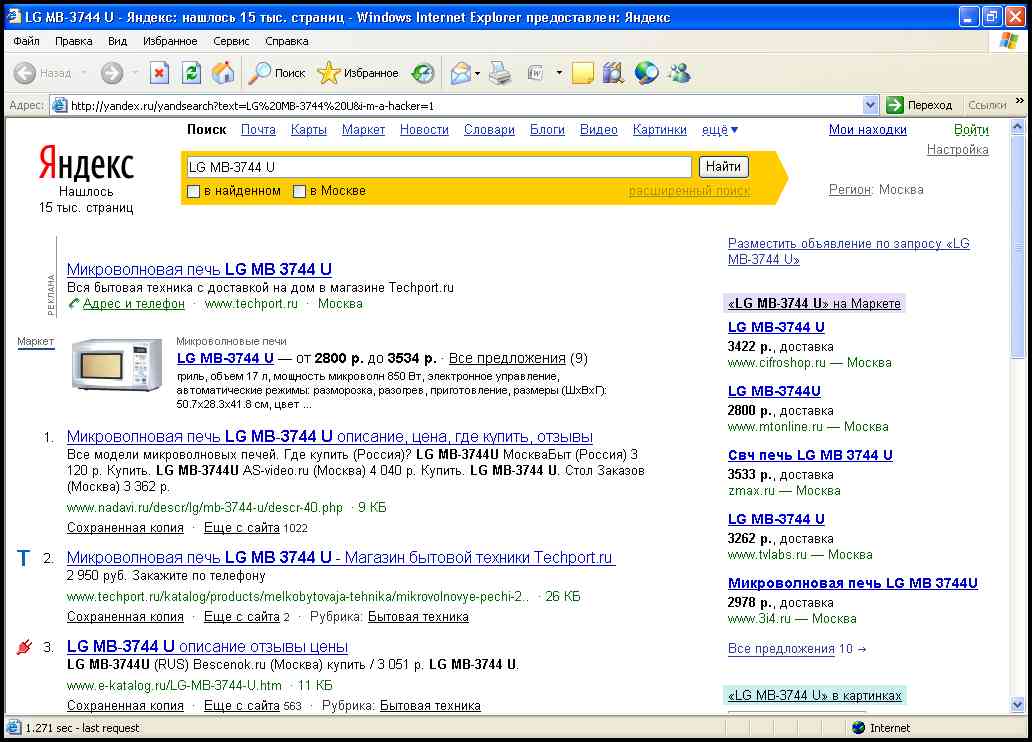 LG MB-3744 U - Яндекс: нашлось 15 тыс. страниц - Windows Internet Explorer предоставлен: Яндекс
Файл Правка Вид Избранное Сервис Справка
Назад Поиск Избранное
Адрес: http://yandex.ru/yandsearch?text=LG%20MB-3744%20U&i-m-a-hacker=1 Переход Ссылки »
Поиск Почта Карты Маркет Новости Словари Блоги Видео Картинки ещё ▼ Мои находки Войти
Настройка
Яндекс
Нашлось
15 тыс. страниц
LG MB-3744 U Найти
в найденном в Москве расширенный поиск
Регион: Москва
РЕКЛАМА
Микроволновая печь LG MB 3744 U
Вся бытовая техника с доставкой на дом в магазине Techport.ru
Адрес и телефон · www.techport.ru · Москва
Маркет
Микроволновые печи
LG MB-3744 U — от 2800 р. до 3534 р. · Все предложения (9)
гриль, объем 17 л, мощность микроволн 850 Вт, электронное управление,
автоматические режимы: разморозка, разогрев, приготовление, размеры (ШxВxГ):
50.7x28.3x41.8 см, цвет ...
1. Микроволновая печь LG MB-3744 U описание, цена, где купить, отзывы
Все модели микроволновых печей. Где купить (Россия)? LG MB-3744U МоскваБыт (Россия) 3
120 р. Купить. LG MB-3744U AS-video.ru (Москва) 4 040 р. Купить. LG MB-3744 U. Стол Заказов
(Москва) 3 362 р.
www.nadavi.ru/descr/lg/mb-3744-u/descr-40.php · 9 КБ
Сохраненная копия · Еще с сайта 1022
T 2. Микроволновая печь LG MB 3744 U - Магазин бытовой техники Techport.ru
2 950 руб. Закажите по телефону
www.techport.ru/katalog/products/melkobytovaja-tehnika/mikrovolnovye-pechi-2.. · 26 КБ
Сохраненная копия · Еще с сайта 2 · Рубрика: Бытовая техника
3. LG MB-3744 U описание отзывы цены
LG MB-3744U (RUS) Bescenok.ru (Москва) купить / 3 051 р. LG MB-3744 U.
www.e-katalog.ru/LG-MB-3744-U.htm · 11 КБ
Сохраненная копия · Еще с сайта 563 · Рубрика: Бытовая техника
Разместить объявление по запросу «LG
MB-3744 U»
«LG MB-3744 U» на Маркете
LG MB-3744 U
3422 р., доставка
www.cifroshop.ru — Москва
LG MB-3744U
2800 р., доставка
www.mtonline.ru — Москва
Свч печь LG MB 3744 U
3533 р., доставка
zmax.ru — Москва
LG MB-3744 U
3262 р., доставка
www.tvlabs.ru — Москва
Микроволновая печь LG MB 3744U
2978 р., доставка
www.3i4.ru — Москва
Все предложения 10 →
«LG MB-3744 U» в картинках
1.271 sec - last request Internet